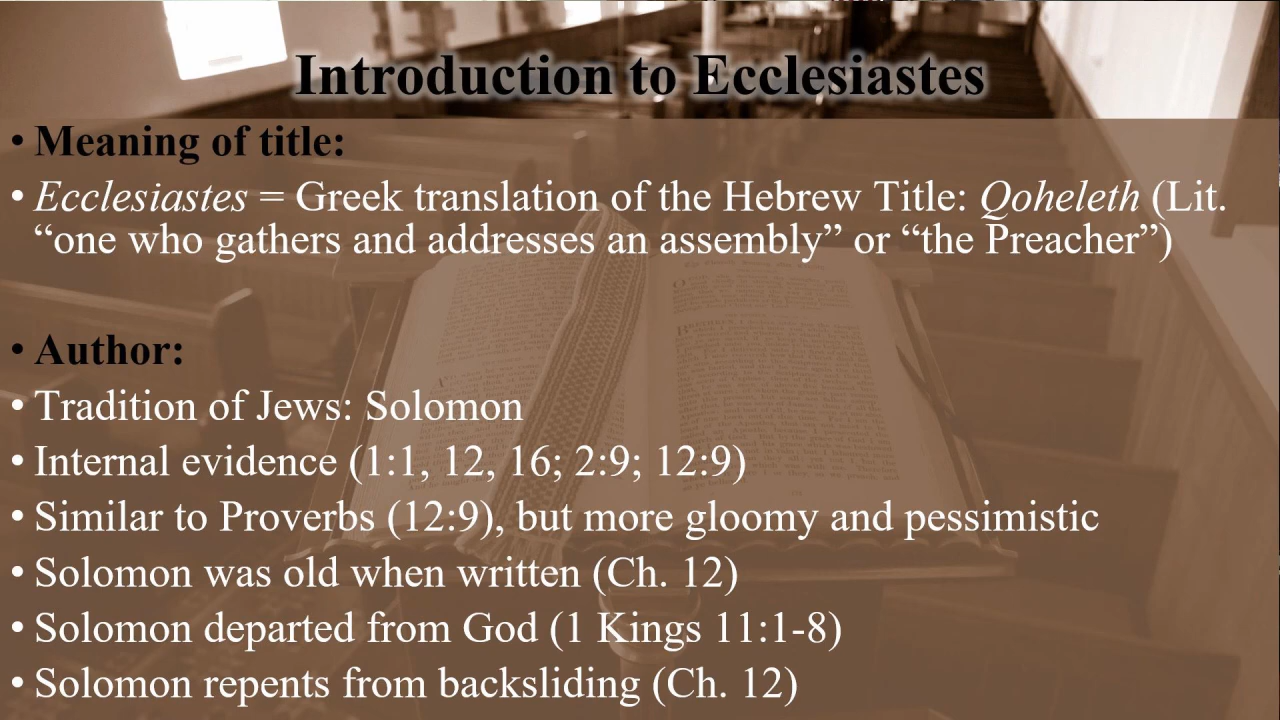 Introduction to Ecclesiastes
• Meaning of title:
• Ecclesiastes = Greek translation of the Hebrew Title: Qoheleth (Lit.
“one who gathers and addresses an assembly” or “the Preacher”)
• Author:
• Tradition of Jews: Solomon
• Internal evidence (1:1, 12, 16; 2:9; 12:9)
• Similar to Proverbs (12:9), but more gloomy and pessimistic
• Solomon was old when written (Ch. 12)
• Solomon departed from God (1 Kings 11:1-8)
• Solomon repents from backsliding (Ch. 12)